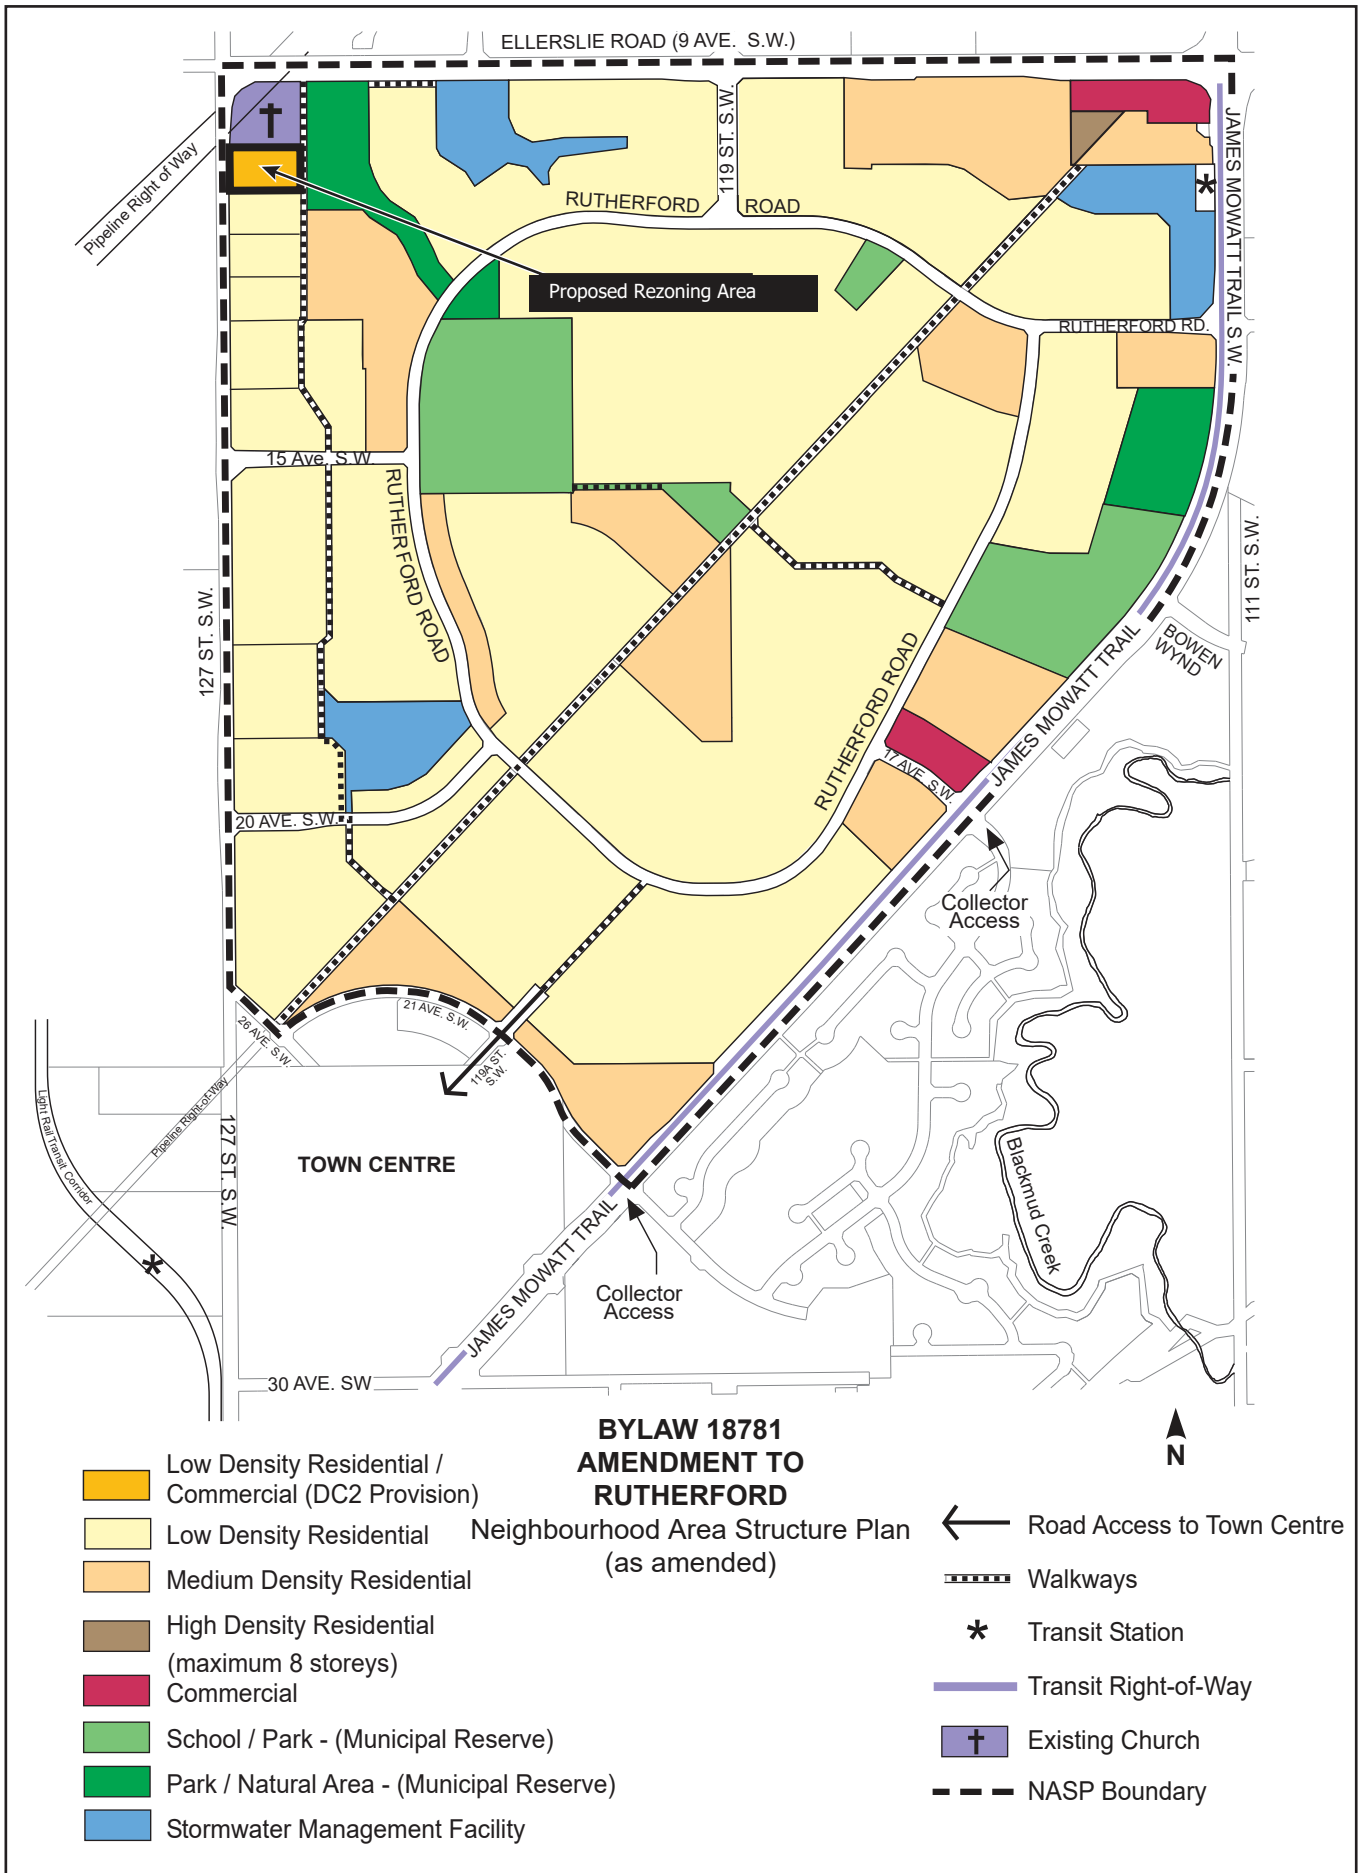 ELLERSLIE ROAD (9 AVE. S.W.)
Pipeline Right of Way
119 ST. S.W.
JAMES MOWATT TRAIL S.W.
RUTHERFORD ROAD
Proposed Rezoning Area
RUTHERFORD RD.
15 Ave. S.W.
RUTHERFORD ROAD
127 ST. S.W.
111 ST. S.W.
BOWEN
WYND
JAMES MOWATT TRAIL
RUTHERFORD ROAD
17 AVE. S.W.
20 AVE. S.W.
Collector
Access
21 AVE. S.W.
26 AVE. S.W.
119A ST.
S.W.
Pipeline Right-of-Way
Light Rail Transit Corridor
127 ST. S.W.
TOWN CENTRE
Blackmud Creek
JAMES MOWATT TRAIL
Collector
Access
30 AVE. SW
BYLAW 18781
AMENDMENT TO
RUTHERFORD
Neighbourhood Area Structure Plan
(as amended)
N
Low Density Residential /
Commercial (DC2 Provision)
Low Density Residential
Medium Density Residential
High Density Residential
(maximum 8 storeys)
Commercial
School / Park - (Municipal Reserve)
Park / Natural Area - (Municipal Reserve)
Stormwater Management Facility
Road Access to Town Centre
Walkways
Transit Station
Transit Right-of-Way
Existing Church
NASP Boundary